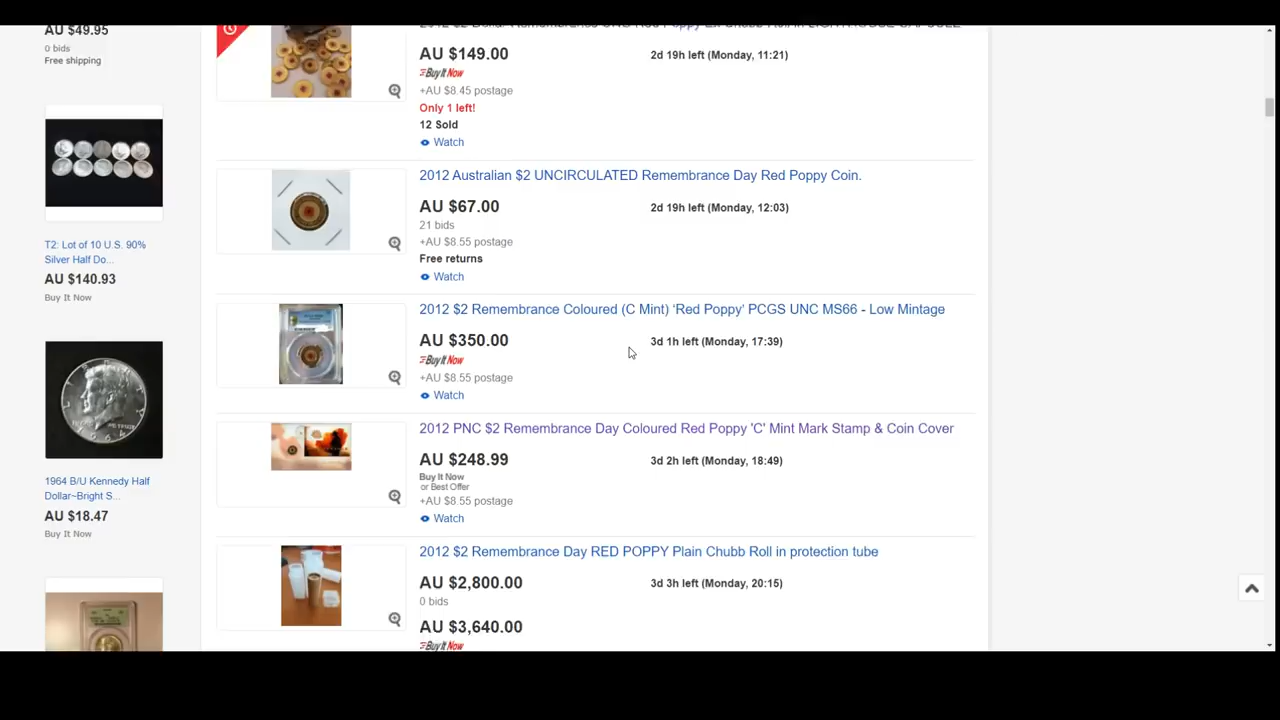 AU $49.95
0 bids
Free shipping
T2: Lot of 10 U.S. 90%
Silver Half Do...
AU $140.93
Buy It Now
1964 B/U Kennedy Half
Dollar~Bright S...
AU $18.47
Buy It Now
AU $149.00
2d 19h left (Monday, 11:21)
Buy It Now
+AU $8.45 postage
Only 1 left!
12 Sold
Watch
2012 Australian $2 UNCIRCULATED Remembrance Day Red Poppy Coin.
AU $67.00
2d 19h left (Monday, 12:03)
21 bids
+AU $8.55 postage
Free returns
Watch
2012 $2 Remembrance Coloured (C Mint) ‘Red Poppy’ PCGS UNC MS66 - Low Mintage
AU $350.00
3d 1h left (Monday, 17:39)
Buy It Now
+AU $8.55 postage
Watch
2012 PNC $2 Remembrance Day Coloured Red Poppy 'C' Mint Mark Stamp & Coin Cover
AU $248.99
3d 2h left (Monday, 18:49)
Buy It Now
or Best Offer
+AU $8.55 postage
Watch
2012 $2 Remembrance Day RED POPPY Plain Chubb Roll in protection tube
AU $2,800.00
3d 3h left (Monday, 20:15)
0 bids
AU $3,640.00
Buy It Now